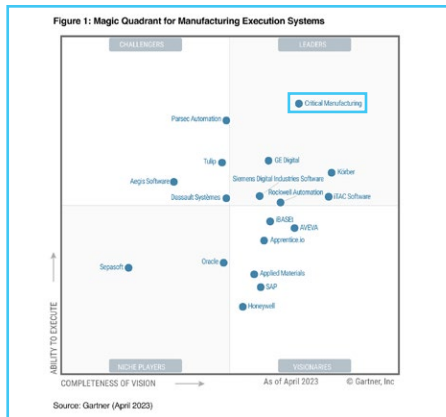 Figure 1: Magic Quadrant for Manufacturing Execution Systems
CHALLENGERS
LEADERS
Critical Manufacturing
Parsec Automation
Tulip
GE Digital
Körber
Siemens Digital Industries Software
Aegis Software
Rockwell Automation
Dassault Systèmes
iTAC Software
iBASEt
AVEVA
Apprentice.io
Oracle
Sepasoft
Applied Materials
SAP
Honeywell
ABILITY TO EXECUTE
NICHE PLAYERS
VISIONARIES
COMPLETENESS OF VISION
As of April 2023
© Gartner, Inc
Source: Gartner (April 2023)